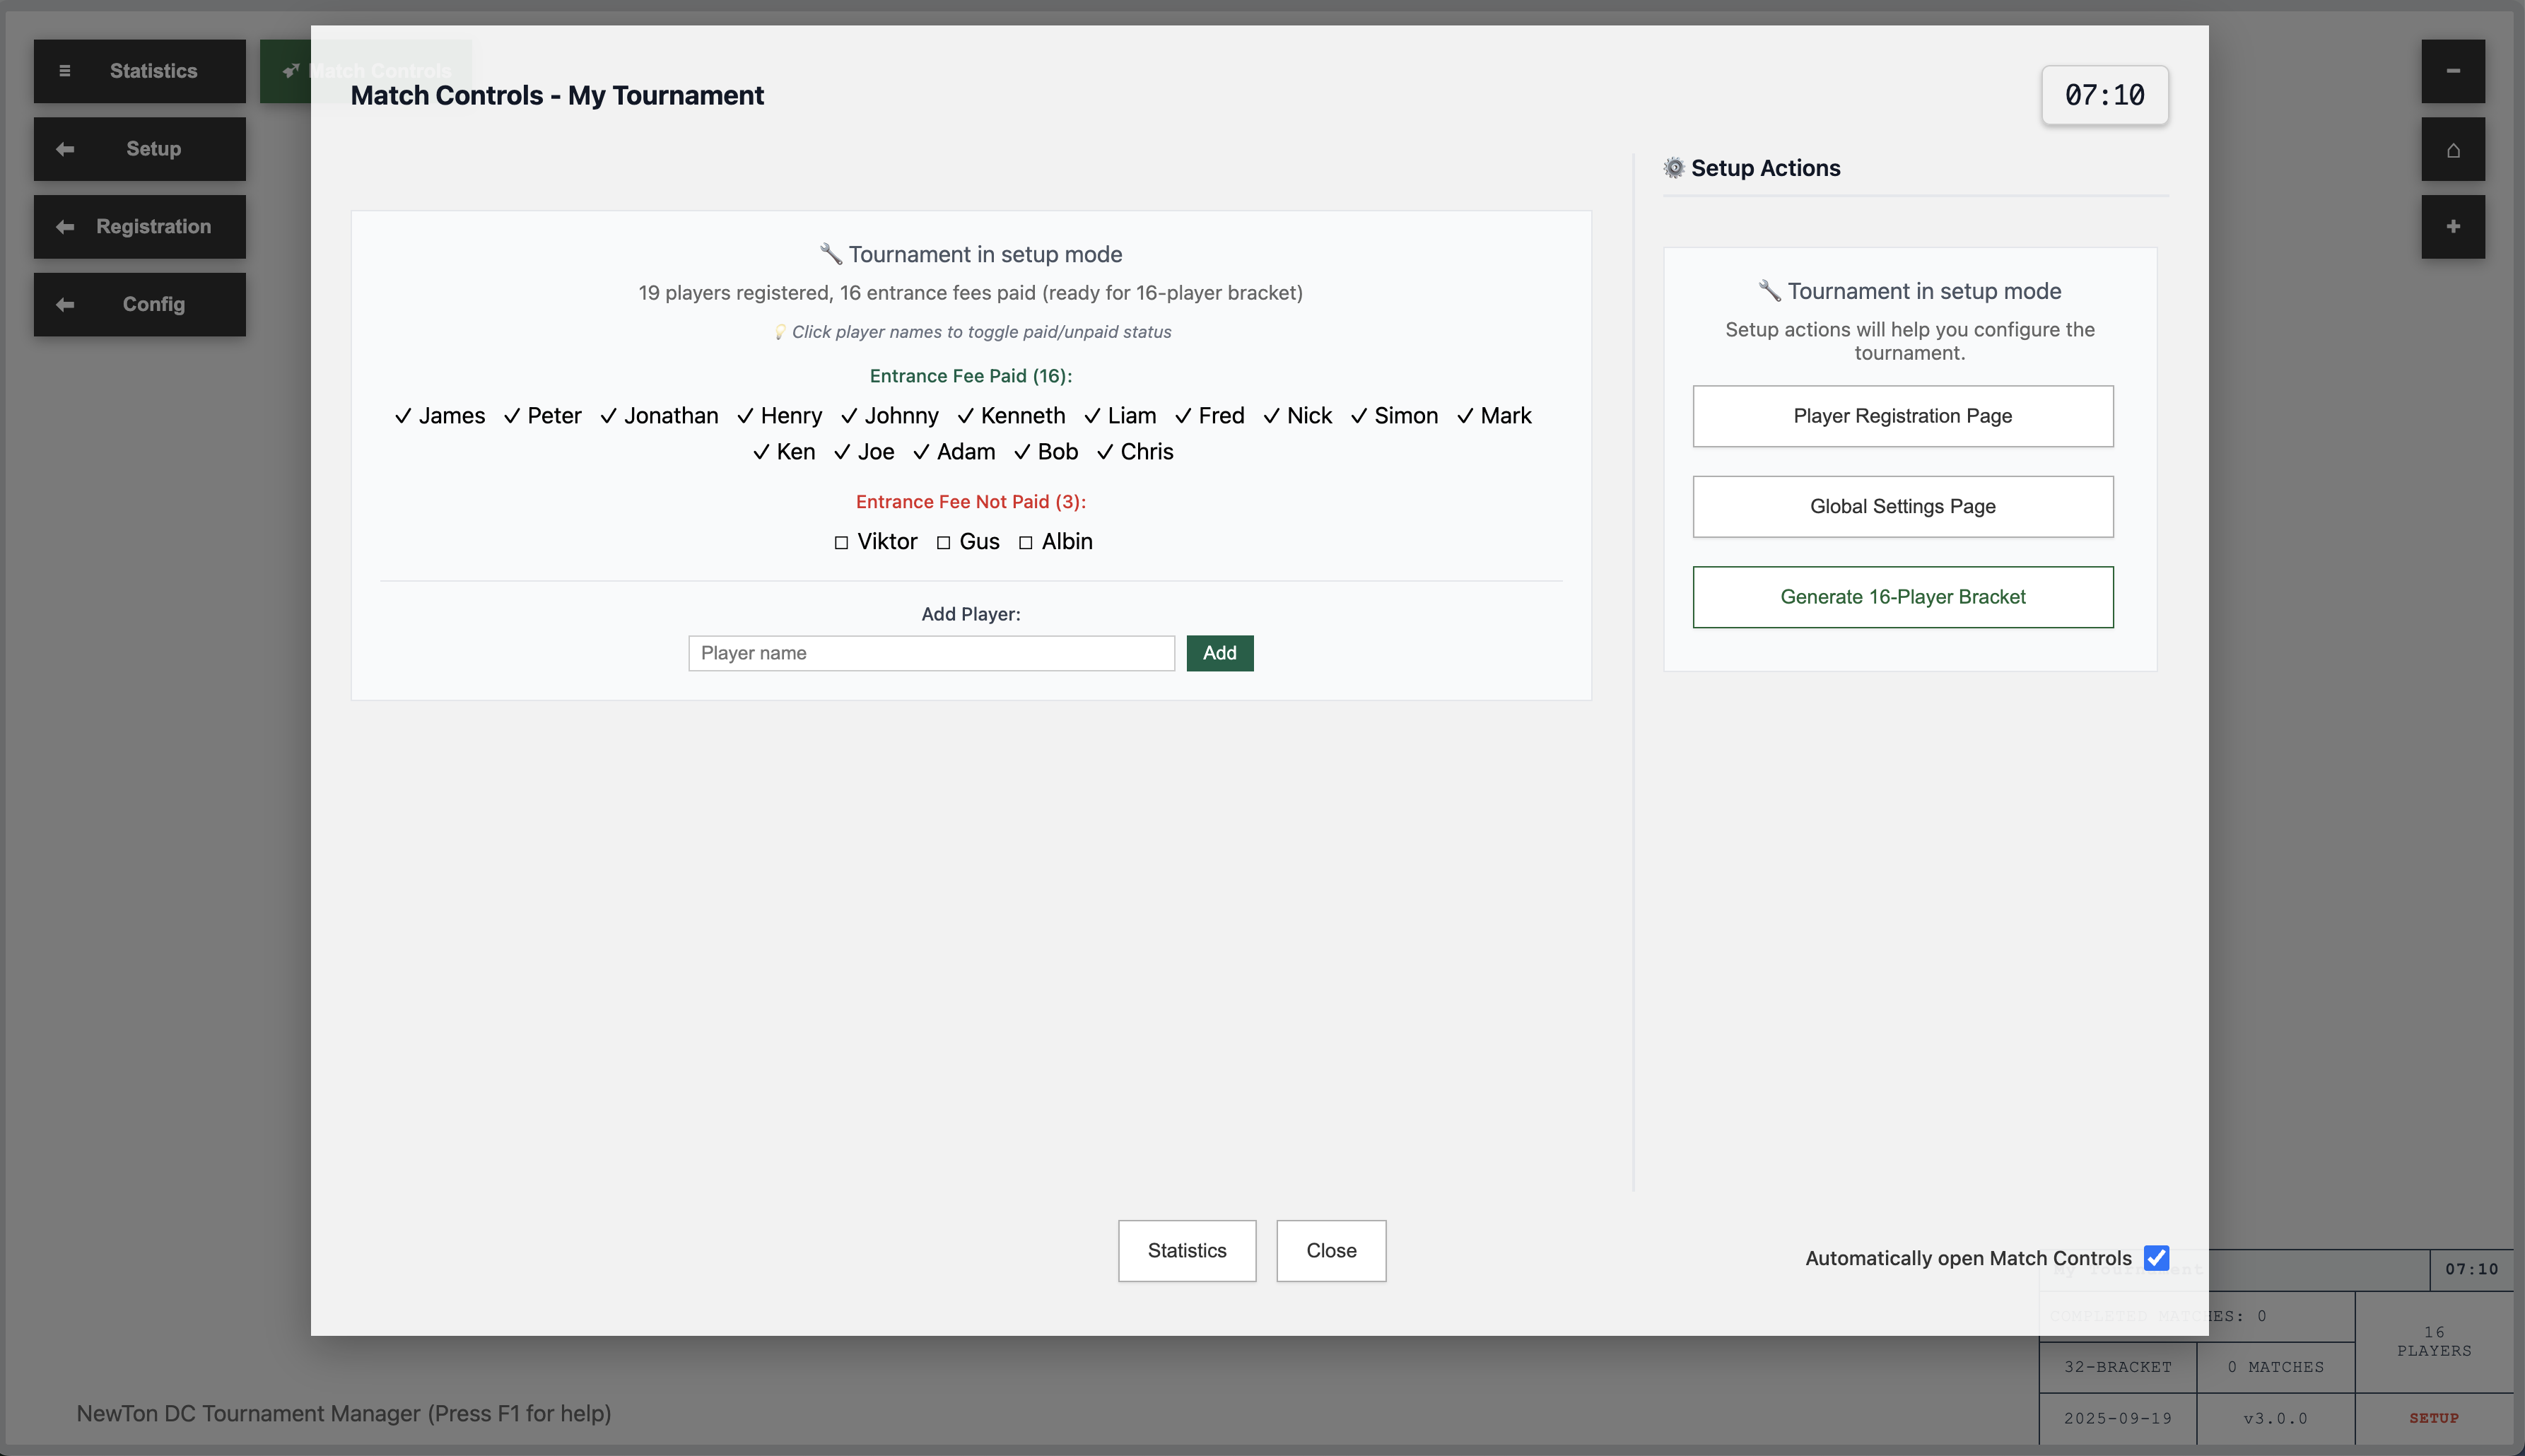 Statistics
Match Controls
Setup
Registration
Config
Match Controls - My Tournament
07:10
🔧 Tournament in setup mode
19 players registered, 16 entrance fees paid (ready for 16-player bracket)
💡 Click player names to toggle paid/unpaid status
Entrance Fee Paid (16):
✓ James ✓ Peter ✓ Jonathan ✓ Henry ✓ Johnny ✓ Kenneth ✓ Liam ✓ Fred ✓ Nick ✓ Simon ✓ Mark
✓ Ken ✓ Joe ✓ Adam ✓ Bob ✓ Chris
Entrance Fee Not Paid (3):
☐ Viktor ☐ Gus ☐ Albin
Add Player:
Player name
Add
⚙️ Setup Actions
🔧 Tournament in setup mode
Setup actions will help you configure the
tournament.
Player Registration Page
Global Settings Page
Generate 16-Player Bracket
Statistics
Close
Automatically open Match Controls
My Tournament
07:10
COMPLETED MATCHES: 0
16
PLAYERS
32-BRACKET
0 MATCHES
2025-09-19
v3.0.0
SETUP
NewTon DC Tournament Manager (Press F1 for help)